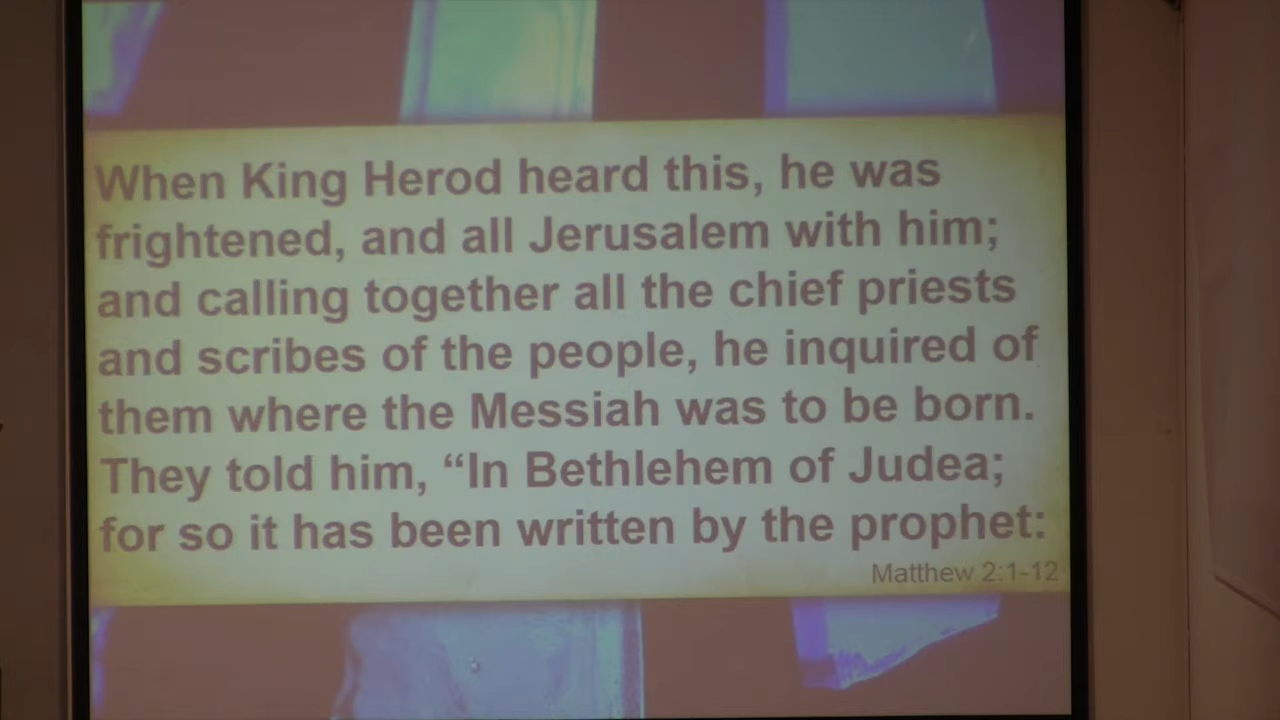 When King Herod heard this, he was
frightened, and all Jerusalem with him;
and calling together all the chief priests
and scribes of the people, he inquired of
them where the Messiah was to be born.
They told him, “In Bethlehem of Judea;
for so it has been written by the prophet:
Matthew 2:1-12